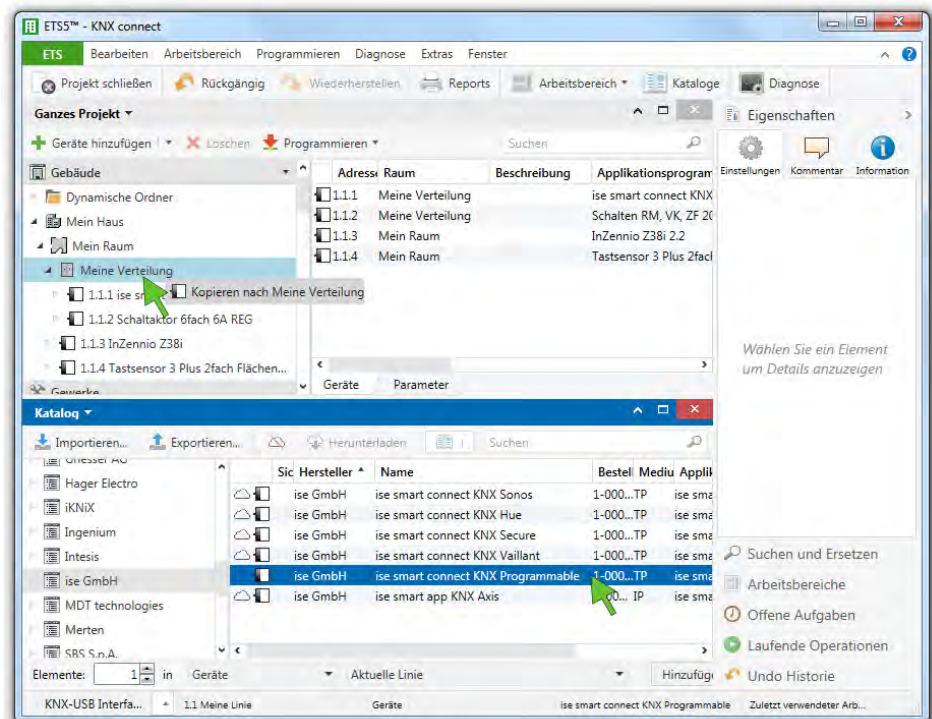 ETS5™ - KNX connect
ETS Bearbeiten Arbeitsbereich Programmieren Diagnose Extras Fenster
Projekt schließen Rückgängig Wiederherstellen Reports Arbeitsbereich Kataloge Diagnose
Ganzes Projekt
Geräte hinzufügen Löschen Programmieren Suchen
Gebäude
Dynamische Ordner
Mein Haus
Mein Raum
Meine Verteilung
1.1.1 ise
Kopieren nach Meine Verteilung
1.1.2 Schaltaktor 6fach 6A REG
1.1.3 InZennio Z38i
1.1.4 Tastsensor 3 Plus 2fach Flächen...
Gewerke
Adresse Raum Beschreibung Applikationsprogram
1.1.1 Meine Verteilung ise smart connect KNX
1.1.2 Meine Verteilung Schalten RM, VK, ZF 20
1.1.3 Mein Raum InZennio Z38i 2.2
1.1.4 Mein Raum Tastsensor 3 Plus 2facl
Geräte Parameter
Eigenschaften
Einstellungen Kommentar Information
Wählen Sie ein Element
um Details anzuzeigen
Katalog
Importieren... Exportieren... Herunterladen Suchen
Griesser AG
Hager Electro
iKNiX
Ingenium
Intesis
ise GmbH
MDT technologies
Merten
SBS S.p.A.
Sic Hersteller Name Bestel Mediu Applik
ise GmbH ise smart connect KNX Sonos 1-000... TP ise sma
ise GmbH ise smart connect KNX Hue 1-000... TP ise sma
ise GmbH ise smart connect KNX Secure 1-000... TP ise sma
ise GmbH ise smart connect KNX Vaillant 1-000... TP ise sma
ise GmbH ise smart connect KNX Programmable 1-000... TP ise sma
ise GmbH ise smart app KNX Axis IP ise sma
Elemente: 1 in Geräte Aktuelle Linie Hinzufüg
Suchen und Ersetzen
Arbeitsbereiche
Offene Aufgaben
Laufende Operationen
Undo Historie
KNX-USB Interfa... 1.1 Meine Linie Geräte ise smart connect KNX Programmable Zuletzt verwendeter Arb...